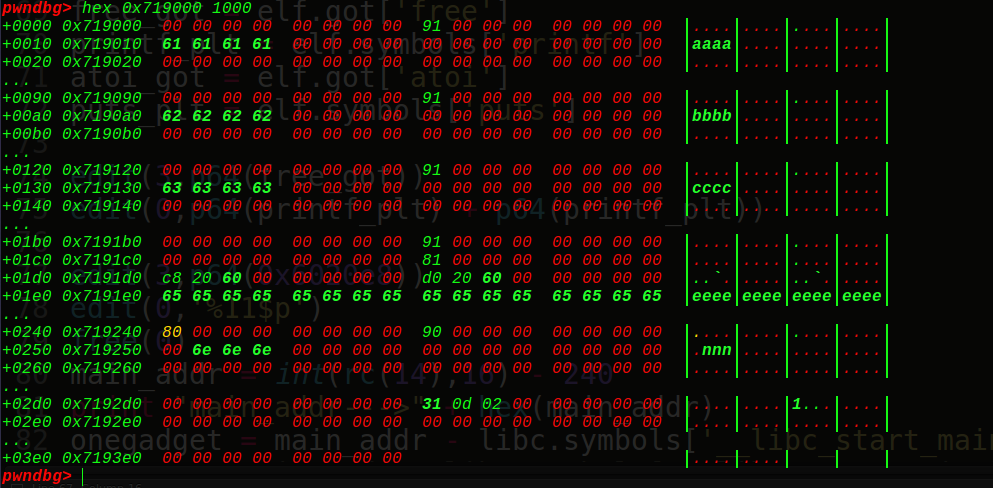 pwndbg> hex 0x719000 1000
+0000 0x719000 00 00 00 00 00 00 00 00 91 00 00 00 00 00 00 00 |....|....|....|....|
+0010 0x719010 61 61 61 61 00 00 00 00 00 00 00 00 00 00 00 00 |aaaa|....|....|....|
+0020 0x719020 00 00 00 00 00 00 00 00 00 00 00 00 00 00 00 00 |....|....|....|....|
...
+0090 0x719090 00 00 00 00 00 00 00 00 91 00 00 00 00 00 00 00 |....|....|....|....|
+00a0 0x7190a0 62 62 62 62 00 00 00 00 00 00 00 00 00 00 00 00 |bbbb|....|....|....|
+00b0 0x7190b0 00 00 00 00 00 00 00 00 00 00 00 00 00 00 00 00 |....|....|....|....|
...
+0120 0x719120 00 00 00 00 00 00 00 00 91 00 00 00 00 00 00 00 |....|....|....|....|
+0130 0x719130 63 63 63 63 00 00 00 00 00 00 00 00 00 00 00 00 |cccc|....|....|....|
+0140 0x719140 00 00 00 00 00 00 00 00 00 00 00 00 00 00 00 00 |....|....|....|....|
...
+01b0 0x7191b0 00 00 00 00 00 00 00 00 91 00 00 00 00 00 00 00 |....|....|....|....|
+01c0 0x7191c0 00 00 00 00 00 00 00 00 81 00 00 00 00 00 00 00 |....|....|....|....|
+01d0 0x7191d0 c8 20 60 00 00 00 00 00 d0 20 60 00 00 00 00 00 |..`.|....|..`.|....|
+01e0 0x7191e0 65 65 65 65 65 65 65 65 65 65 65 65 65 65 65 65 |eeee|eeee|eeee|eeee|
...
+0240 0x719240 80 00 00 00 00 00 00 00 90 00 00 00 00 00 00 00 |....|....|....|....|
+0250 0x719250 00 6e 6e 6e 00 00 00 00 00 00 00 00 00 00 00 00 |.nnn|....|....|....|
+0260 0x719260 00 00 00 00 00 00 00 00 00 00 00 00 00 00 00 00 |....|....|....|....|
...
+02d0 0x7192d0 00 00 00 00 00 00 00 00 31 0d 02 00 00 00 00 00 |....|....|1...|....|
+02e0 0x7192e0 00 00 00 00 00 00 00 00 00 00 00 00 00 00 00 00 |....|....|....|....|
...
+03e0 0x7193e0 00 00 00 00 00 00 00 00 |....|....| | |
pwndbg>